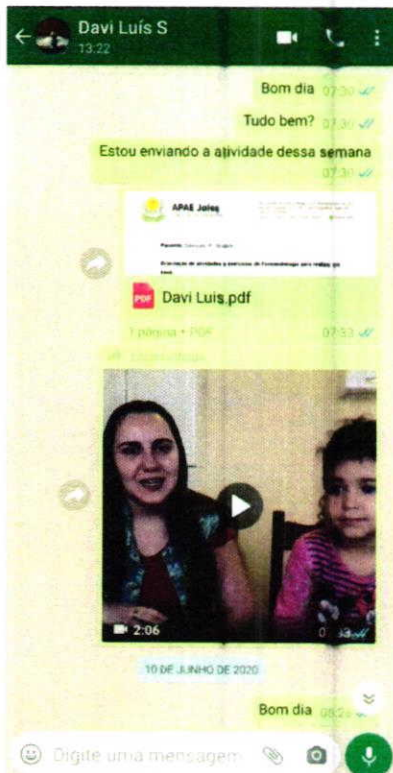 Davi Luís S
13:22
Bom dia 07:30
Tudo bem? 07:30
Estou enviando a atividade dessa semana
07:30
APAE Jales
Davi Luis.pdf
1 página • PDF 07:33
2:06
10 DE JUNHO DE 2020
Bom dia
Digite uma mensagem